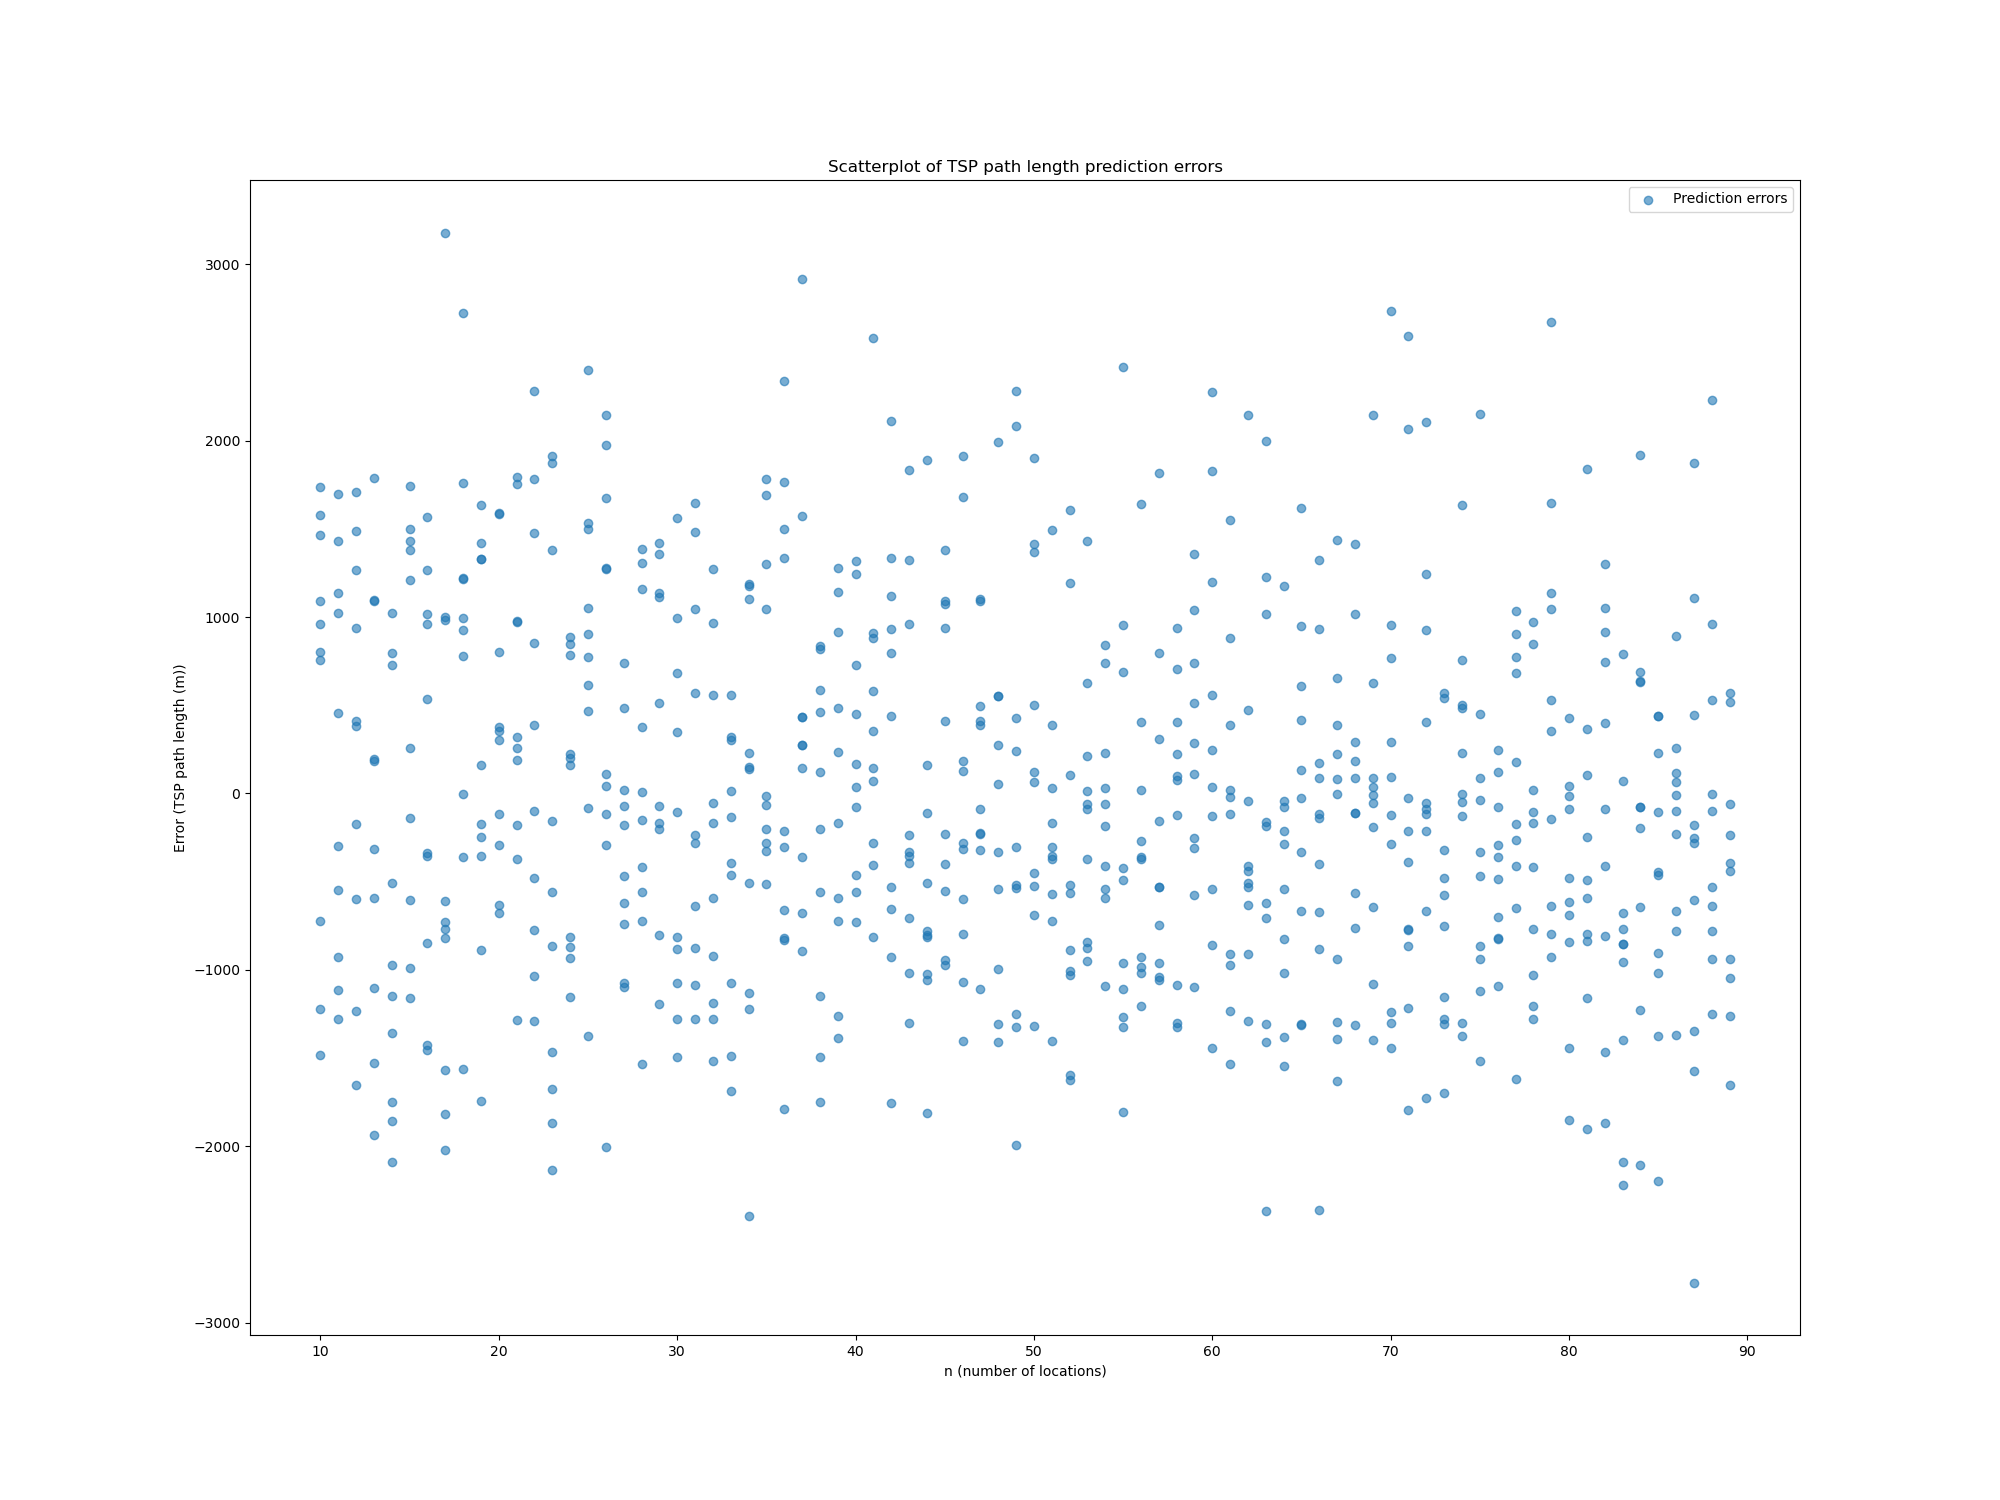 Scatterplot of TSP path length prediction errors
Prediction errors
3000
2000
1000
0
−1000
−2000
−3000
Error (TSP path length (m))
10 20 30 40 50 60 70 80 90
n (number of locations)